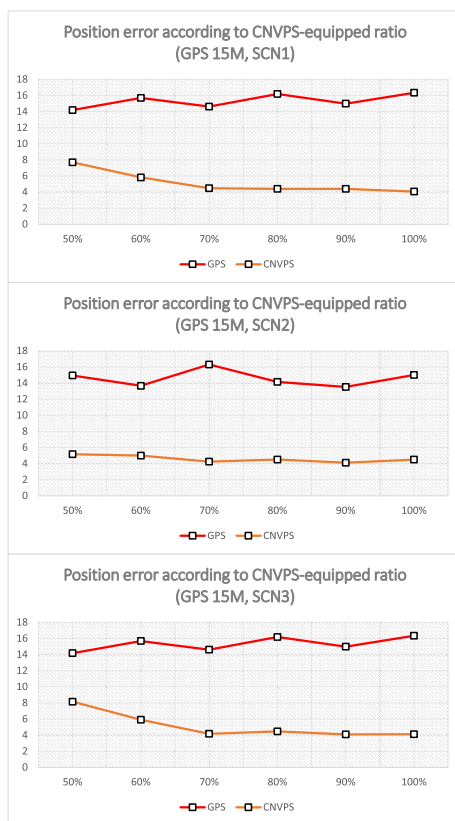 Position error according to CNVPS-equipped ratio
(GPS 15M, SCN1)
18
16
14
12
10
8
6
4
2
0
50% 60% 70% 80% 90% 100%
GPS CNVPS
Position error according to CNVPS-equipped ratio
(GPS 15M, SCN2)
18
16
14
12
10
8
6
4
2
0
50% 60% 70% 80% 90% 100%
GPS CNVPS
Position error according to CNVPS-equipped ratio
(GPS 15M, SCN3)
18
16
14
12
10
8
6
4
2
0
50% 60% 70% 80% 90% 100%
GPS CNVPS